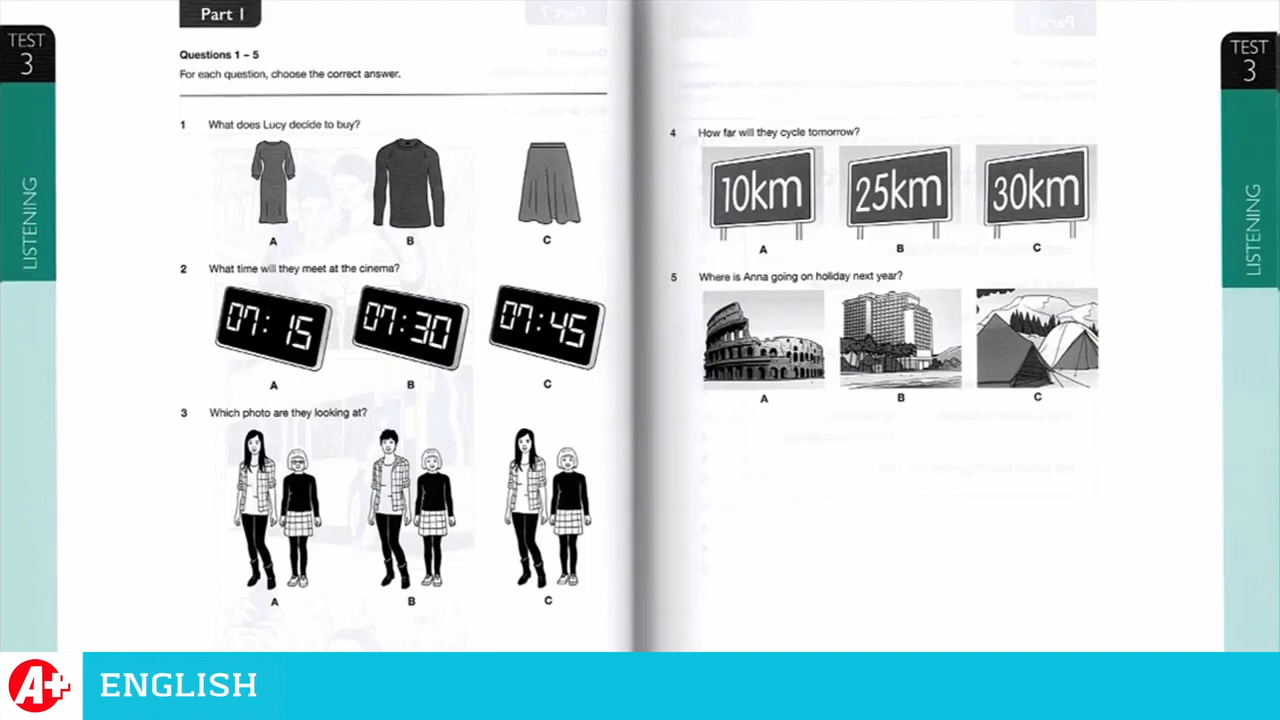 Part 1
TEST
3
LISTENING
Questions 1 – 5
For each question, choose the correct answer.
1 What does Lucy decide to buy?
A B C
2 What time will they meet at the cinema?
07:15 07:30 07:45
A B C
3 Which photo are they looking at?
A B C
4 How far will they cycle tomorrow?
10km 25km 30km
A B C
5 Where is Anna going on holiday next year?
A B C
TEST
3
LISTENING
A+ ENGLISH